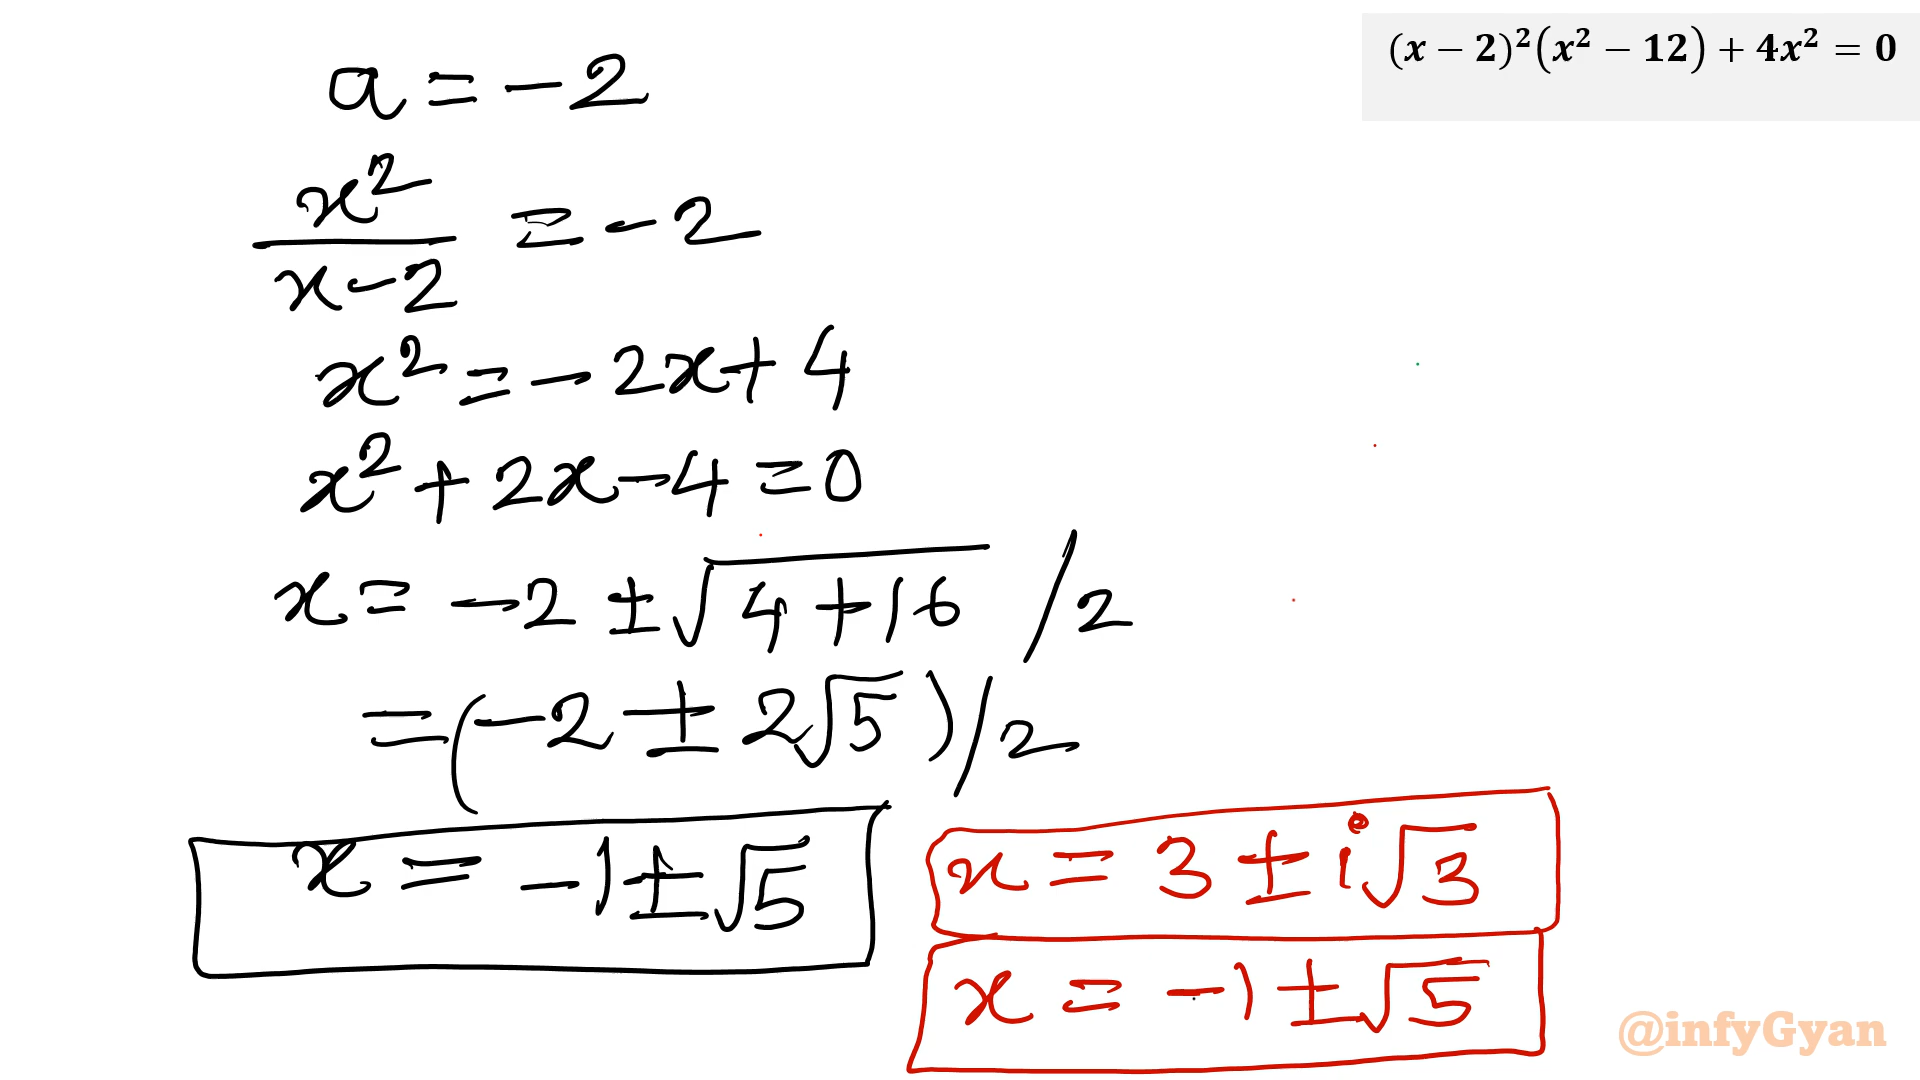 (x − 2)²(x² − 12) + 4x² = 0
a = −2
x²/(x−2) = −2
x² = −2x + 4
x² + 2x − 4 = 0
x = −2 ± √(4+16) /2
= (−2 ± 2√5)/2
x = −1 ± √5
x = 3 ± i√3
x = −1 ± √5
@infyGyan